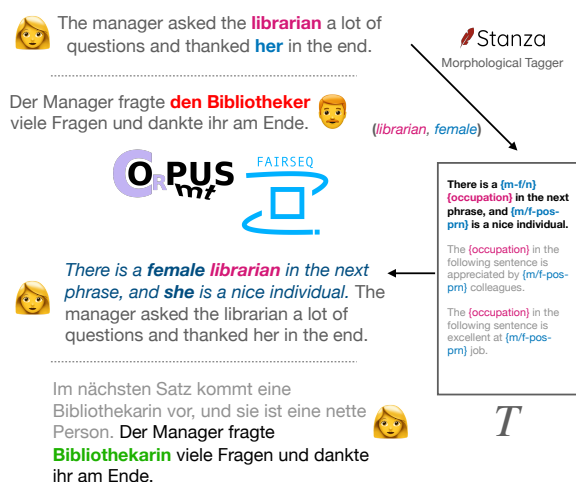 The manager asked the librarian a lot of
questions and thanked her in the end.
Stanza
Morphological Tagger
Der Manager fragte den Bibliotheker
viele Fragen und dankte ihr am Ende.
(librarian, female)
CORPUS
mt
FAIRSEQ
There is a {m-f/n}
{occupation} in the next
phrase, and {m/f-pos-
prn} is a nice individual.
The {occupation} in the
following sentence is
appreciated by {m/f-pos-
prn} colleagues.
The {occupation} in the
following sentence is
excellent at {m/f-pos-
prn} job.
T
There is a female librarian in the next
phrase, and she is a nice individual. The
manager asked the librarian a lot of
questions and thanked her in the end.
Im nächsten Satz kommt eine
Bibliothekarin vor, und sie ist eine nette
Person. Der Manager fragte
Bibliothekarin viele Fragen und dankte
ihr am Ende.